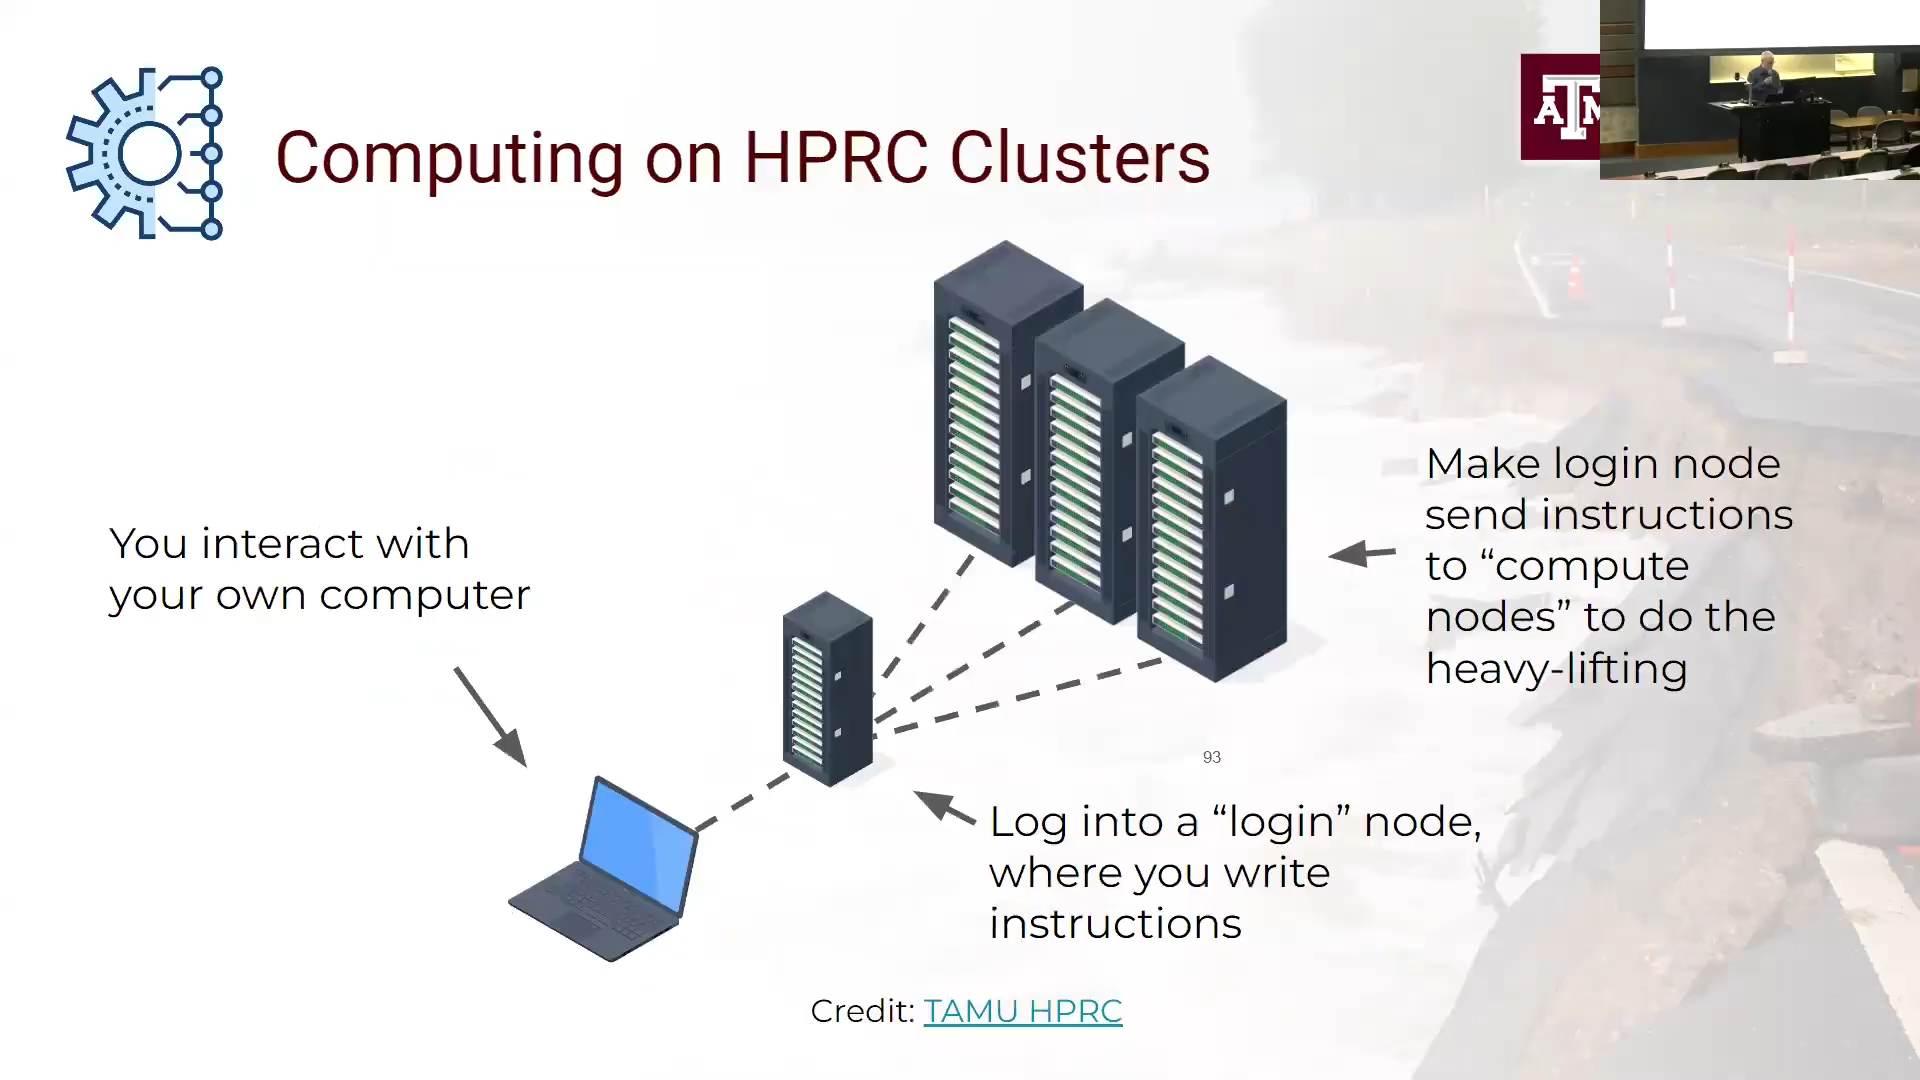 Computing on HPRC Clusters
ATM
You interact with
your own computer
Make login node
send instructions
to “compute
nodes” to do the
heavy-lifting
93
Log into a “login” node,
where you write
instructions
Credit: TAMU HPRC